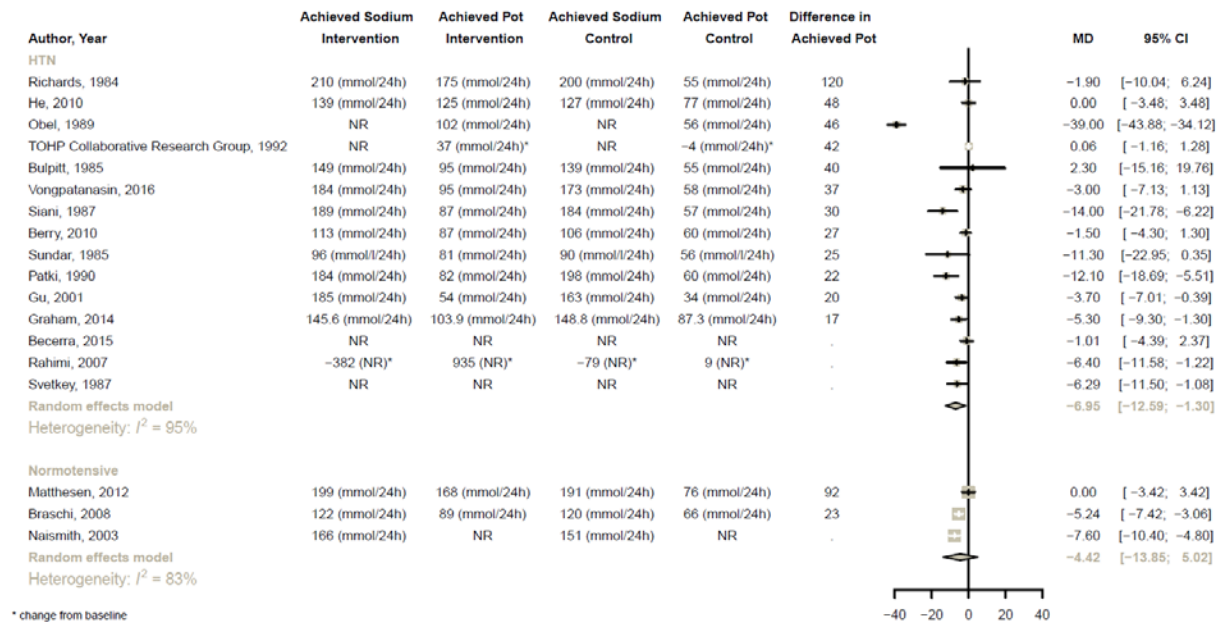 Achieved Sodium Achieved Pot Achieved Sodium Achieved Pot Difference in
Author, Year Intervention Intervention Control Control Achieved Pot MD 95% CI
HTN
Richards, 1984 210 (mmol/24h) 175 (mmol/24h) 200 (mmol/24h) 55 (mmol/24h) 120 −1.90 [−10.04; 6.24]
He, 2010 139 (mmol/24h) 125 (mmol/24h) 127 (mmol/24h) 77 (mmol/24h) 48 0.00 [ −3.48; 3.48]
Obel, 1989 NR 102 (mmol/24h) NR 56 (mmol/24h) 46 −39.00 [−43.88; −34.12]
TOHP Collaborative Research Group, 1992 NR 37 (mmol/24h)* NR −4 (mmol/24h)* 42 0.06 [ −1.16; 1.28]
Bulpitt, 1985 149 (mmol/24h) 95 (mmol/24h) 139 (mmol/24h) 55 (mmol/24h) 40 2.30 [−15.16; 19.76]
Vongpatanasin, 2016 184 (mmol/24h) 95 (mmol/24h) 173 (mmol/24h) 58 (mmol/24h) 37 −3.00 [ −7.13; 1.13]
Siani, 1987 189 (mmol/24h) 87 (mmol/24h) 184 (mmol/24h) 57 (mmol/24h) 30 −14.00 [−21.78; −6.22]
Berry, 2010 113 (mmol/24h) 87 (mmol/24h) 106 (mmol/24h) 60 (mmol/24h) 27 −1.50 [ −4.30; 1.30]
Sundar, 1985 96 (mmol/l/24h) 81 (mmol/24h) 90 (mmol/l/24h) 56 (mmol/l/24h) 25 −11.30 [−22.95; 0.35]
Patki, 1990 184 (mmol/24h) 82 (mmol/24h) 198 (mmol/24h) 60 (mmol/24h) 22 −12.10 [−18.69; −5.51]
Gu, 2001 185 (mmol/24h) 54 (mmol/24h) 163 (mmol/24h) 34 (mmol/24h) 20 −3.70 [ −7.01; −0.39]
Graham, 2014 145.6 (mmol/24h) 103.9 (mmol/24h) 148.8 (mmol/24h) 87.3 (mmol/24h) 17 −5.30 [ −9.30; −1.30]
Becerra, 2015 NR NR NR NR . −1.01 [ −4.39; 2.37]
Rahimi, 2007 −382 (NR)* 935 (NR)* −79 (NR)* 9 (NR)* . −6.40 [−11.58; −1.22]
Svetkey, 1987 NR NR NR NR . −6.29 [−11.50; −1.08]
Random effects model −6.95 [−12.59; −1.30]
Heterogeneity: I² = 95%
Normotensive
Matthesen, 2012 199 (mmol/24h) 168 (mmol/24h) 191 (mmol/24h) 76 (mmol/24h) 92 0.00 [ −3.42; 3.42]
Braschi, 2008 122 (mmol/24h) 89 (mmol/24h) 120 (mmol/24h) 66 (mmol/24h) 23 −5.24 [ −7.42; −3.06]
Naismith, 2003 166 (mmol/24h) NR 151 (mmol/24h) NR . −7.60 [−10.40; −4.80]
Random effects model −4.42 [−13.85; 5.02]
Heterogeneity: I² = 83%
−40 −20 0 20 40
* change from baseline